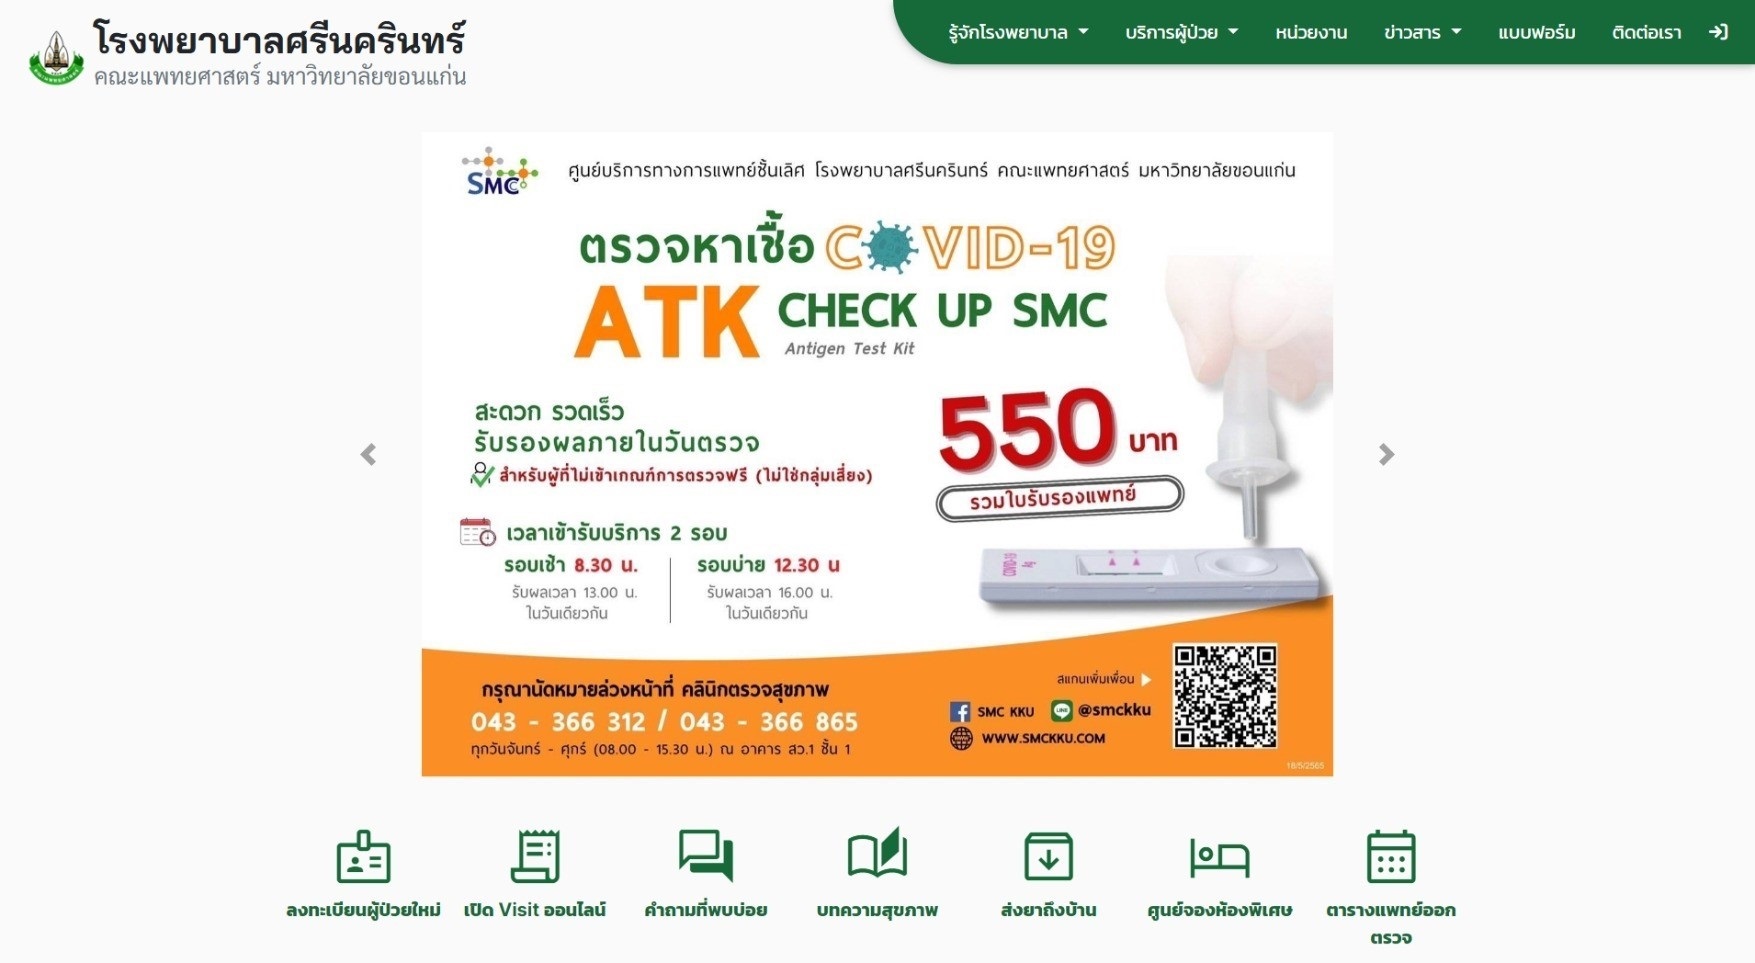 โรงพยาบาลศรีนครินทร์
คณะแพทยศาสตร์ มหาวิทยาลัยขอนแก่น
รู้จักโรงพยาบาล บริการผู้ป่วย หน่วยงาน ข่าวสาร แบบฟอร์ม ติดต่อเรา
SMC
ศูนย์บริการทางการแพทย์ชั้นเลิศ โรงพยาบาลศรีนครินทร์ คณะแพทยศาสตร์ มหาวิทยาลัยขอนแก่น
ตรวจหาเชื้อ COVID-19
ATK CHECK UP SMC
Antigen Test Kit
สะดวก รวดเร็ว
รับรองผลภายในวันตรวจ
สำหรับผู้ที่ไม่เข้าเกณฑ์การตรวจฟรี (ไม่ใช่กลุ่มเสี่ยง)
550 บาท
รวมใบรับรองแพทย์
เวลาเข้ารับบริการ 2 รอบ
รอบเช้า 8.30 น.
รับผลเวลา 13.00 น.
ในวันเดียวกัน
รอบบ่าย 12.30 น
รับผลเวลา 16.00 น.
ในวันเดียวกัน
COVID-19
Ag
กรุณานัดหมายล่วงหน้าที่ คลินิกตรวจสุขภาพ
043 - 366 312 / 043 - 366 865
ทุกวันจันทร์ - ศุกร์ (08.00 - 15.30 น.) ณ อาคาร สว.1 ชั้น 1
สแกนเพิ่มเพื่อน
SMC KKU LINE @smckku
WWW.SMCKKU.COM
18/5/2565
ลงทะเบียนผู้ป่วยใหม่ เปิด Visit ออนไลน์ คำถามที่พบบ่อย บทความสุขภาพ ส่งยาถึงบ้าน ศูนย์จองห้องพิเศษ ตารางแพทย์ออก
ตรวจ